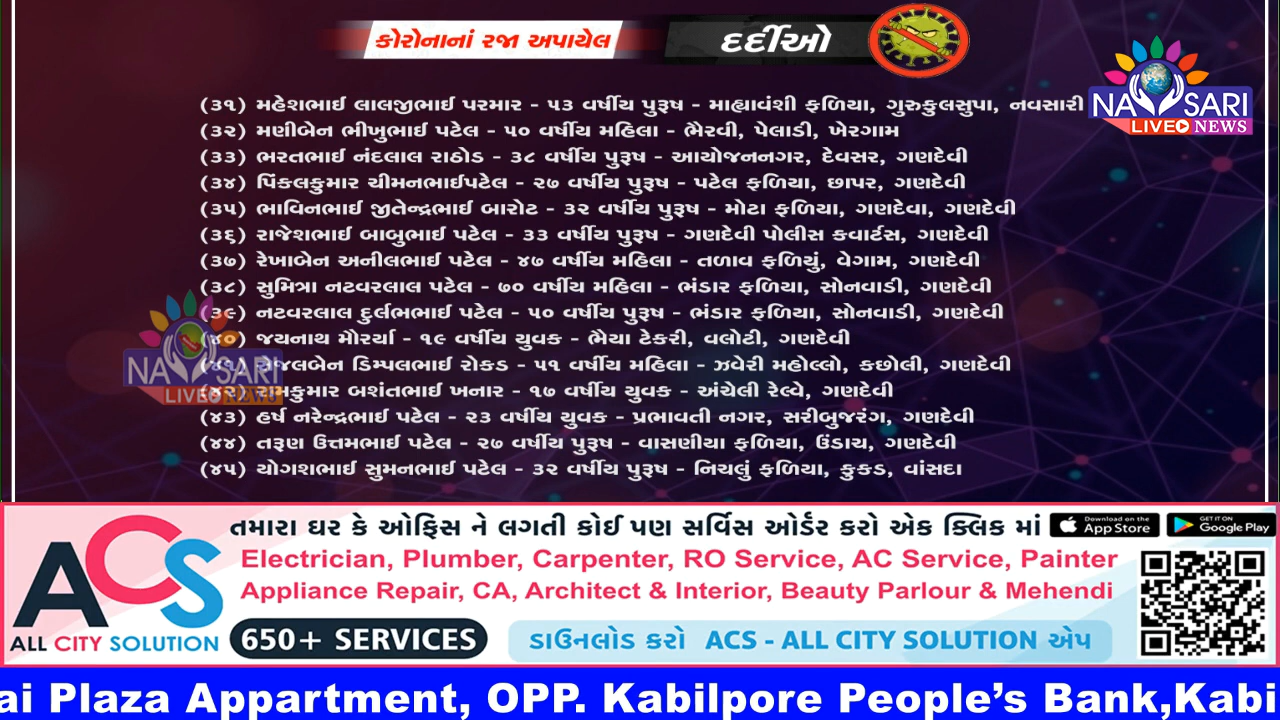 કોરોનાનાં રજા અપાયેલ દર્દીઓ
NAVSARI
LIVE NEWS
(૩૧) મહેશભાઈ લાલજીભાઈ પરમાર - ૫૩ વર્ષીય પુરૂષ - માહ્યાવંશી ફળિયા, ગુરુકુલસુપા, નવસારી
(૩૨) મણીબેન ભીખુભાઈ પટેલ - ૫૦ વર્ષીય મહિલા - ભૈરવી, પેલાડી, ખેરગામ
(૩૩) ભરતભાઈ નંદલાલ રાઠોડ - ૩૮ વર્ષીય પુરૂષ - આયોજનનગર, દેવસર, ગણદેવી
(૩૪) પિંકલકુમાર ચીમનભાઈપટેલ - ૨૭ વર્ષીય પુરૂષ - પટેલ ફળિયા, છાપર, ગણદેવી
(૩૫) ભાવિનભાઈ જીતેન્દ્રભાઈ બારોટ - ૩૨ વર્ષીય પુરૂષ - મોટા ફળિયા, ગણદેવા, ગણદેવી
(૩૬) રાજેશભાઈ બાબુભાઈ પટેલ - ૩૩ વર્ષીય પુરૂષ - ગણદેવી પોલીસ કવાર્ટસ, ગણદેવી
(૩૭) રેખાબેન અનીલભાઈ પટેલ - ૪૭ વર્ષીય મહિલા - તળાવ ફળિયું, વેગામ, ગણદેવી
(૩૮) સુમિત્રા નટવરલાલ પટેલ - ૭૦ વર્ષીય મહિલા - ભંડાર ફળિયા, સોનવાડી, ગણદેવી
(૩૯) નટવરલાલ દુર્લભભાઈ પટેલ - ૫૦ વર્ષીય પુરૂષ - ભંડાર ફળિયા, સોનવાડી, ગણદેવી
(૪૦) જયનાથ મૌરર્યા - ૧૯ વર્ષીય યુવક - ભૈયા ટેકરી, વલોટી, ગણદેવી
(૪૧) ડિમ્પલભાઈ રોકડ - ૫૧ વર્ષીય મહિલા - ઝવેરી મહોલ્લો, કછોલી, ગણદેવી
(૪૨) રામકુમાર બશંતભાઈ ખનાર - ૧૭ વર્ષીય યુવક - અંચેલી રેલ્વે, ગણદેવી
(૪૩) હર્ષ નરેન્દ્રભાઈ પટેલ - ૨૩ વર્ષીય યુવક - પ્રભાવતી નગર, સરીબુજરંગ, ગણદેવી
(૪૪) તરૂણ ઉત્તમભાઈ પટેલ - ૨૭ વર્ષીય પુરૂષ - વાસણીયા ફળિયા, ઉંડાચ, ગણદેવી
(૪૫) યોગશભાઈ સુમનભાઈ પટેલ - ૩૨ વર્ષીય પુરૂષ - નિચલું ફળિયા, કુકડ, વાંસદા
NAVSARI
LIVE NEWS
ACS
ALL CITY SOLUTION
તમારા ઘર કે ઓફિસ ને લગતી કોઈ પણ સર્વિસ ઓર્ડર કરો એક ક્લિક માં
Download on the App Store
GET IT ON Google Play
Electrician, Plumber, Carpenter, RO Service, AC Service, Painter
Appliance Repair, CA, Architect & Interior, Beauty Parlour & Mehendi
650+ SERVICES
ડાઉનલોડ કરો ACS - ALL CITY SOLUTION એપ
ai Plaza Appartment, OPP. Kabilpore People's Bank,Kabi